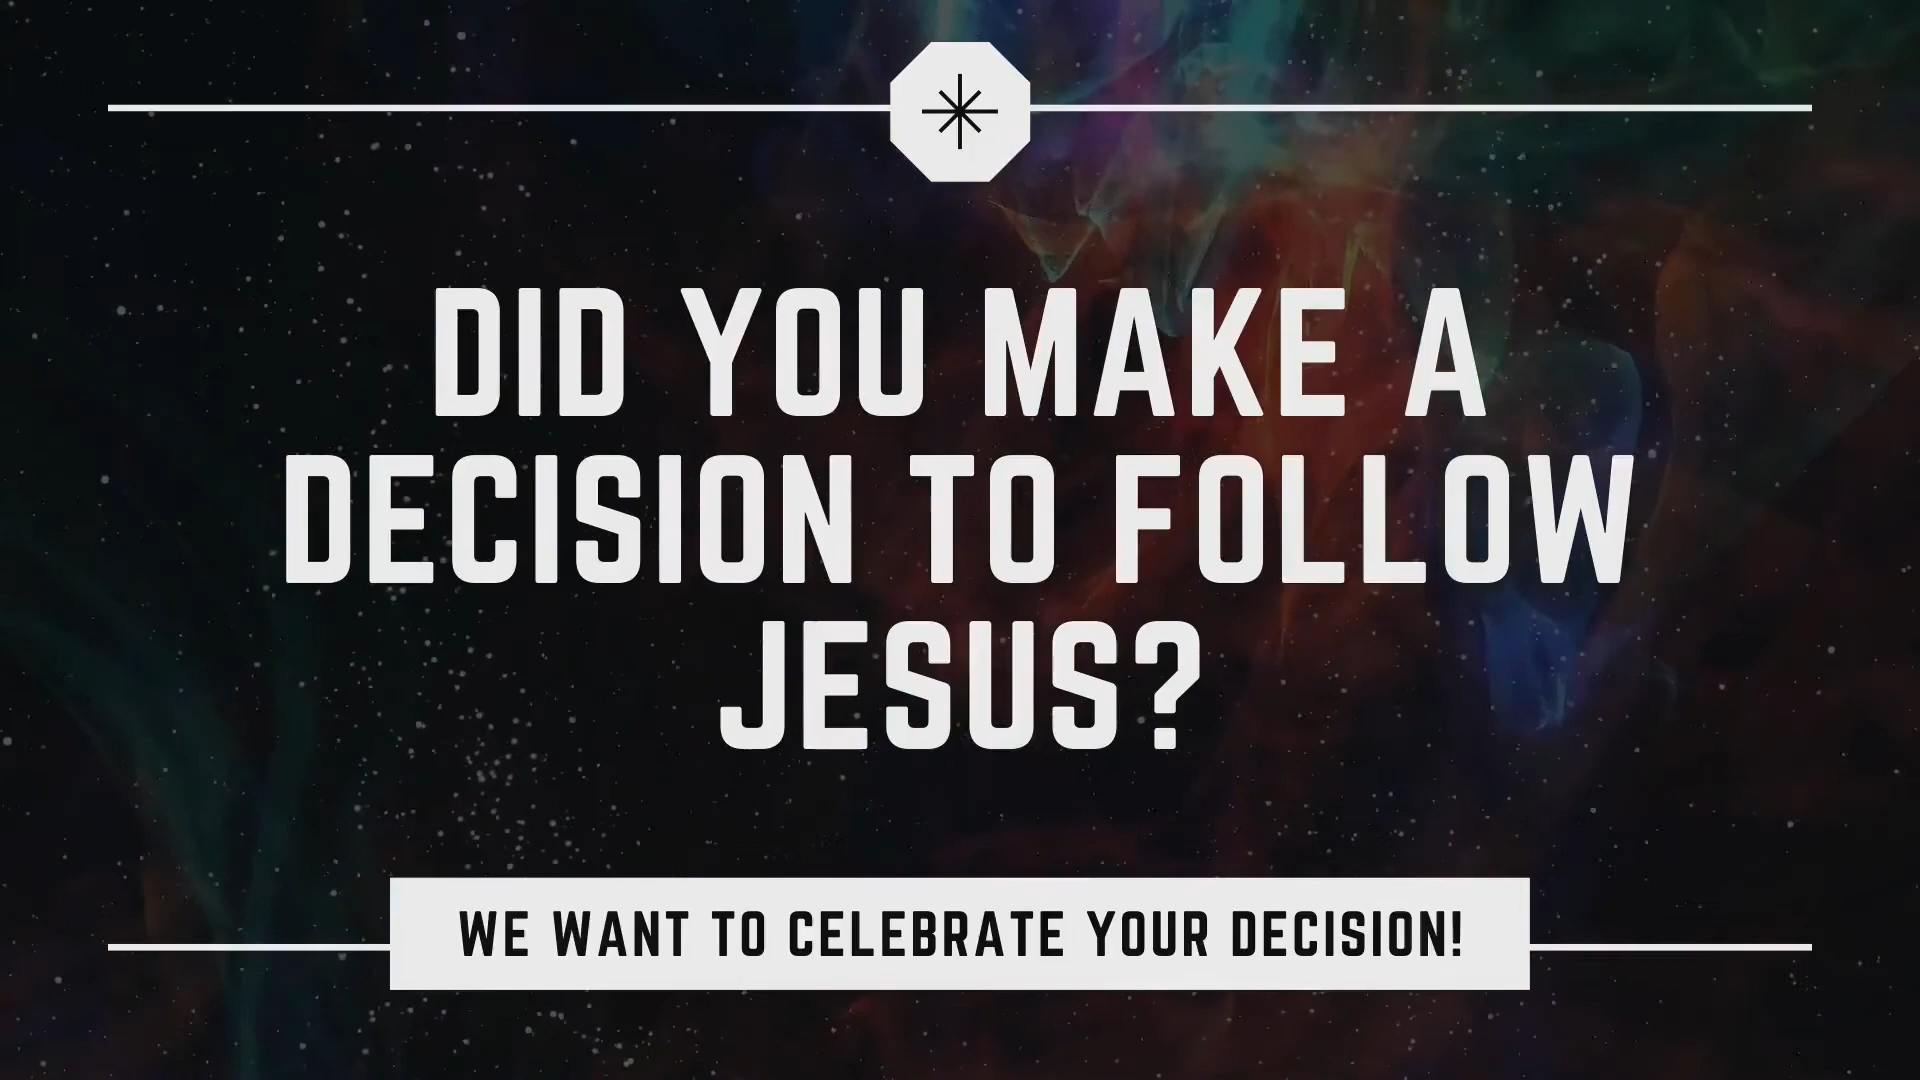 DID YOU MAKE A
DECISION TO FOLLOW
JESUS?
WE WANT TO CELEBRATE YOUR DECISION!